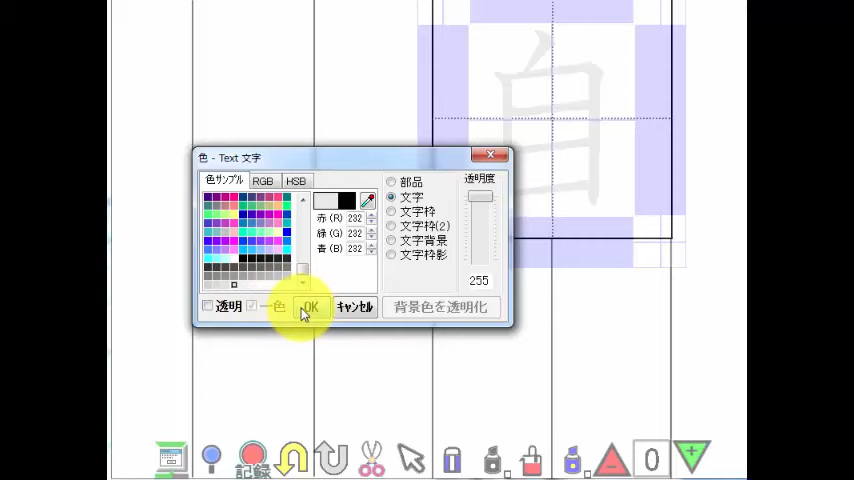 自
色 - Text 文字
色サンプル RGB HSB
赤 (R) 232
緑 (G) 232
青 (B) 232
部品
文字
文字枠
文字枠(2)
文字背景
文字枠影
透明度
255
透明 一色 OK キャンセル 背景色を透明化
記録
0